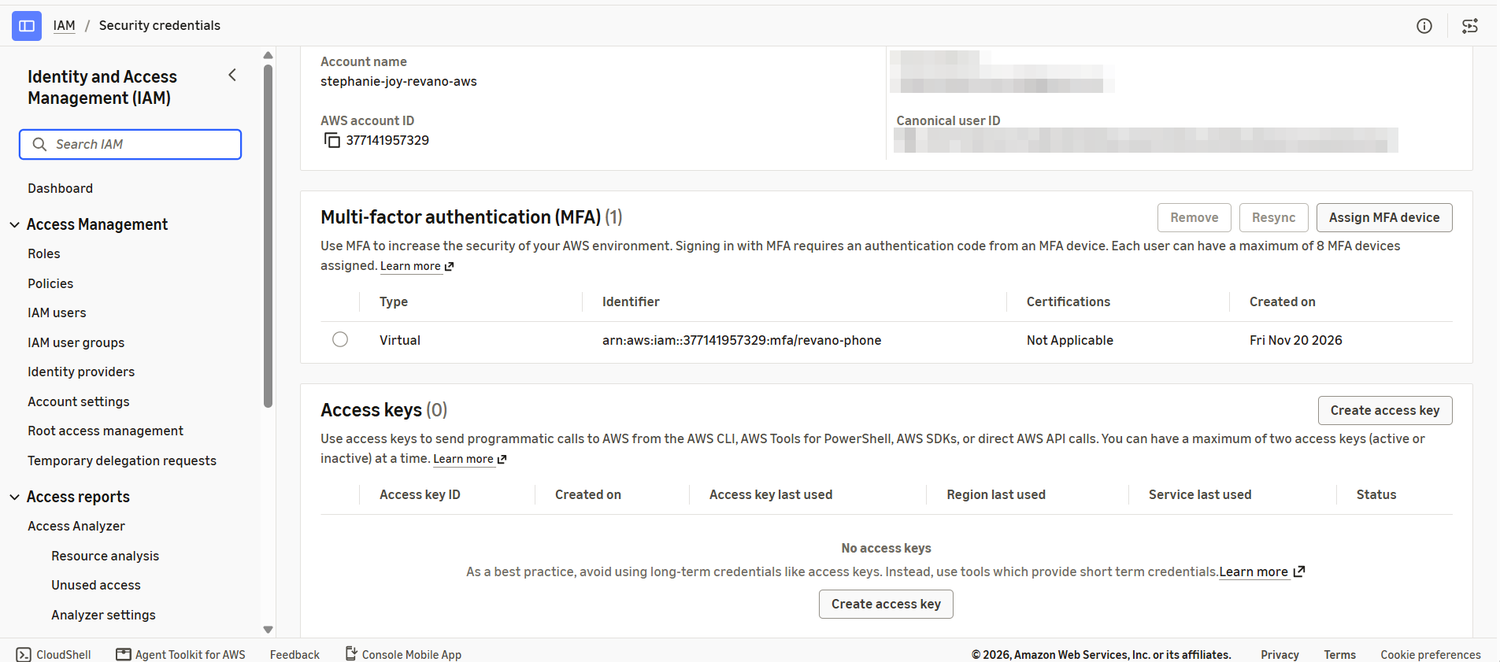 IAM / Security credentials
Identity and Access
Management (IAM)
Search IAM
Dashboard
Access Management
Roles
Policies
IAM users
IAM user groups
Identity providers
Account settings
Root access management
Temporary delegation requests
Access reports
Access Analyzer
Resource analysis
Unused access
Analyzer settings
Account name
stephanie-joy-revano-aws
AWS account ID
377141957329
Canonical user ID
Multi-factor authentication (MFA) (1)
Remove
Resync
Assign MFA device
Use MFA to increase the security of your AWS environment. Signing in with MFA requires an authentication code from an MFA device. Each user can have a maximum of 8 MFA devices
assigned. Learn more
Type Identifier Certifications Created on
Virtual arn:aws:iam::377141957329:mfa/revano-phone Not Applicable Fri Nov 20 2026
Access keys (0)
Create access key
Use access keys to send programmatic calls to AWS from the AWS CLI, AWS Tools for PowerShell, AWS SDKs, or direct AWS API calls. You can have a maximum of two access keys (active or
inactive) at a time. Learn more
Access key ID Created on Access key last used Region last used Service last used Status
No access keys
As a best practice, avoid using long-term credentials like access keys. Instead, use tools which provide short term credentials.Learn more
Create access key
CloudShell Agent Toolkit for AWS Feedback Console Mobile App © 2026, Amazon Web Services, Inc. or its affiliates. Privacy Terms Cookie preferences